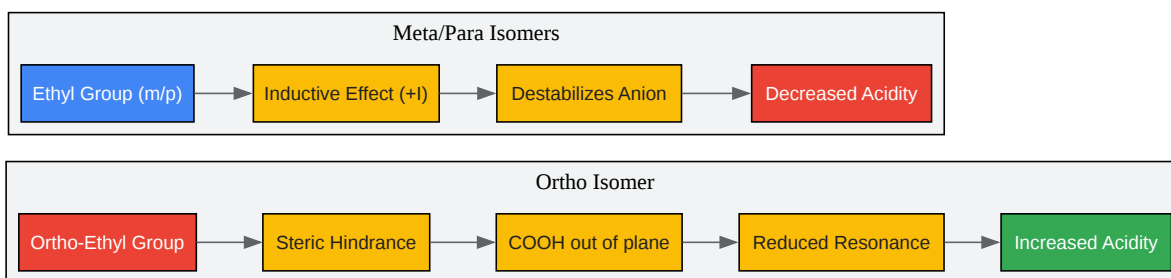 Meta/Para Isomers
Ethyl Group (m/p)
Inductive Effect (+I)
Destabilizes Anion
Decreased Acidity
Ortho Isomer
Ortho-Ethyl Group
Steric Hindrance
COOH out of plane
Reduced Resonance
Increased Acidity